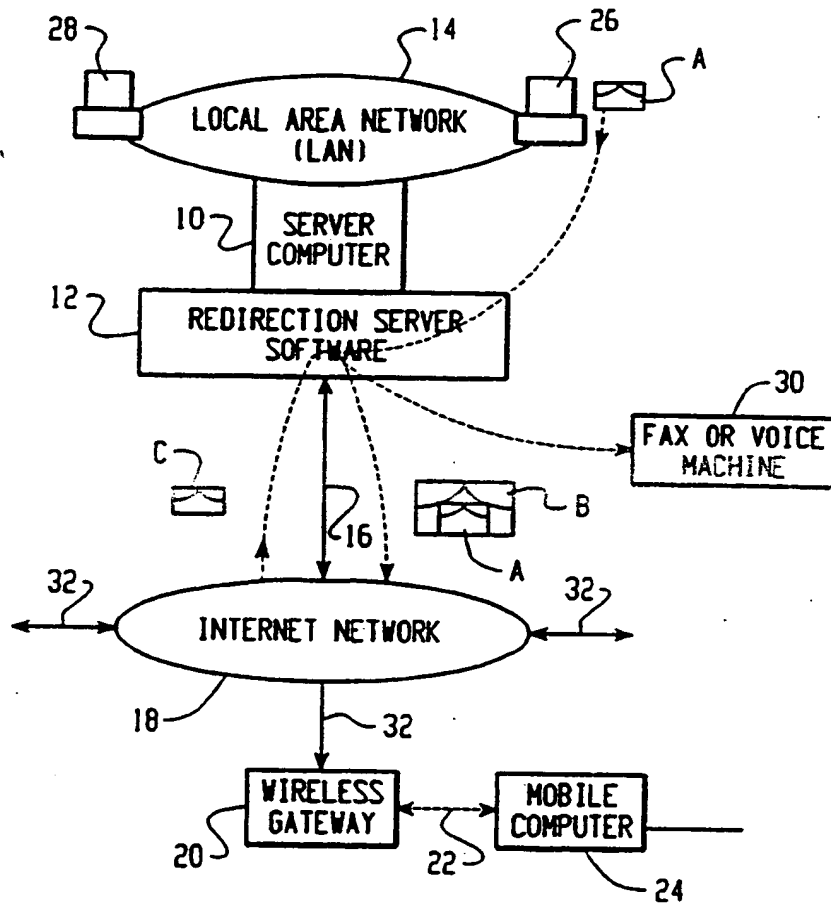 28
14
26
A
LOCAL AREA NETWORK
(LAN)
10
SERVER
COMPUTER
12
REDIRECTION SERVER
SOFTWARE
30
FAX OR VOICE
MACHINE
C
B
16
A
32
32
INTERNET NETWORK
18
32
WIRELESS
GATEWAY
MOBILE
COMPUTER
20
22
24